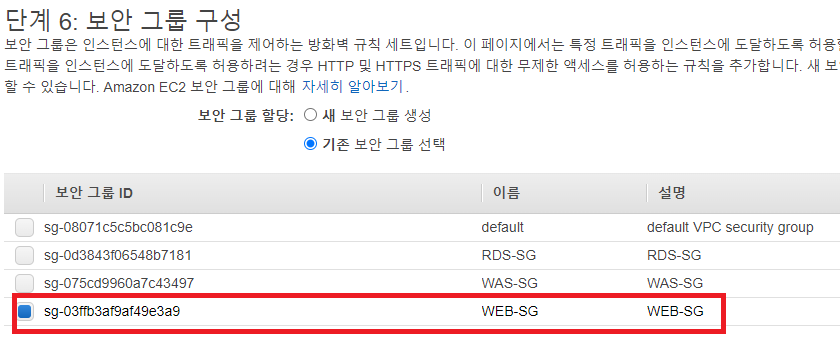 단계 6: 보안 그룹 구성
보안 그룹은 인스턴스에 대한 트래픽을 제어하는 방화벽 규칙 세트입니다. 이 페이지에서는 특정 트래픽을 인스턴스에 도달하도록
트래픽을 인스턴스에 도달하도록 허용하려는 경우 HTTP 및 HTTPS 트래픽에 대한 무제한 액세스를 허용하는 규칙을 추가합니다. 새
할 수 있습니다. Amazon EC2 보안 그룹에 대해 자세히 알아보기.
보안 그룹 할당: 새 보안 그룹 생성
기존 보안 그룹 선택
보안 그룹 ID 이름 설명
sg-08071c5c5bc081c9e default default VPC security group
sg-0d3843f06548b7181 RDS-SG RDS-SG
sg-075cd9960a7c43497 WAS-SG WAS-SG
sg-03ffb3af9af49e3a9 WEB-SG WEB-SG